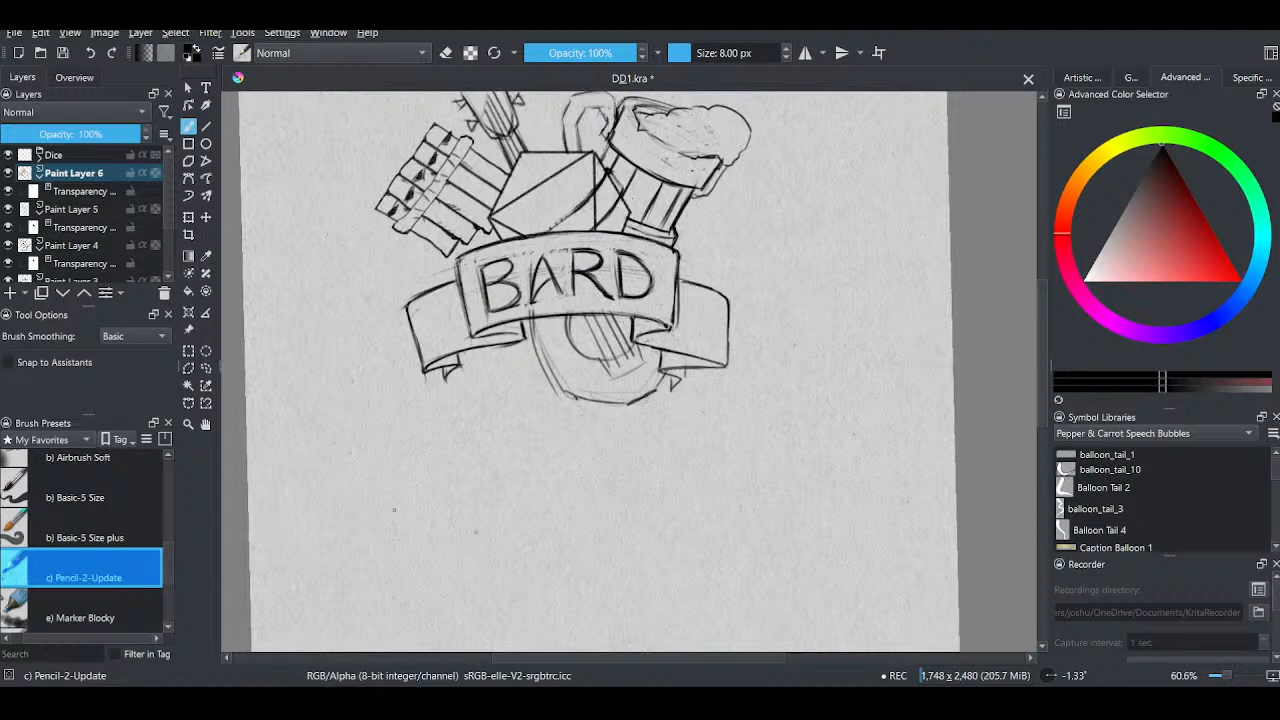 File Edit View Image Layer Select Filter Tools Settings Window Help
Normal Opacity: 100% Size: 8.00 px
Layers Overview DD1.kra * Artistic ... G... Advanced ... Specific ...
Layers Advanced Color Selector
Normal
Opacity: 100%
Dice
Paint Layer 6
Transparency ...
Paint Layer 5
Transparency ...
Paint Layer 4
Transparency ...
BARD
Tool Options
Brush Smoothing: Basic
Snap to Assistants
Brush Presets
My Favorites Tag
b) Airbrush Soft
b) Basic-5 Size
b) Basic-5 Size plus
c) Pencil-2-Update
e) Marker Blocky
Search Filter in Tag
Symbol Libraries
Pepper & Carrot Speech Bubbles
balloon_tail_1
balloon_tail_10
Balloon Tail 2
balloon_tail_3
Balloon Tail 4
Caption Balloon 1
Recorder
Recordings directory:
ers/joshu/OneDrive/Documents/KritaRecorder
Capture interval: 1 sec
c) Pencil-2-Update RGB/Alpha (8-bit integer/channel) sRGB-elle-V2-srgbtrc.icc REC 1,748 x 2,480 (205.7 MiB) -1.33° 60.6%